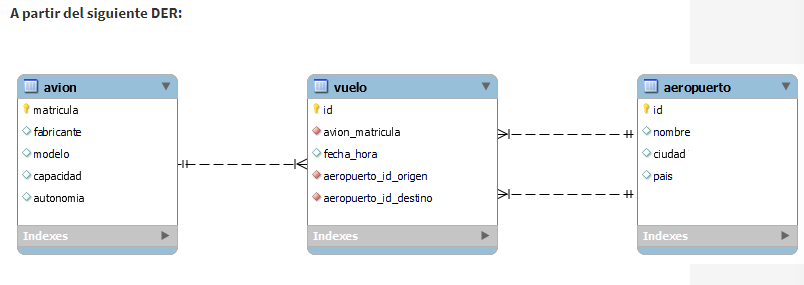 A partir del siguiente DER:
avion
matricula
fabricante
modelo
capacidad
autonomia
Indexes
vuelo
id
avion_matricula
fecha_hora
aeropuerto_id_origen
aeropuerto_id_destino
Indexes
aeropuerto
id
nombre
ciudad
pais
Indexes